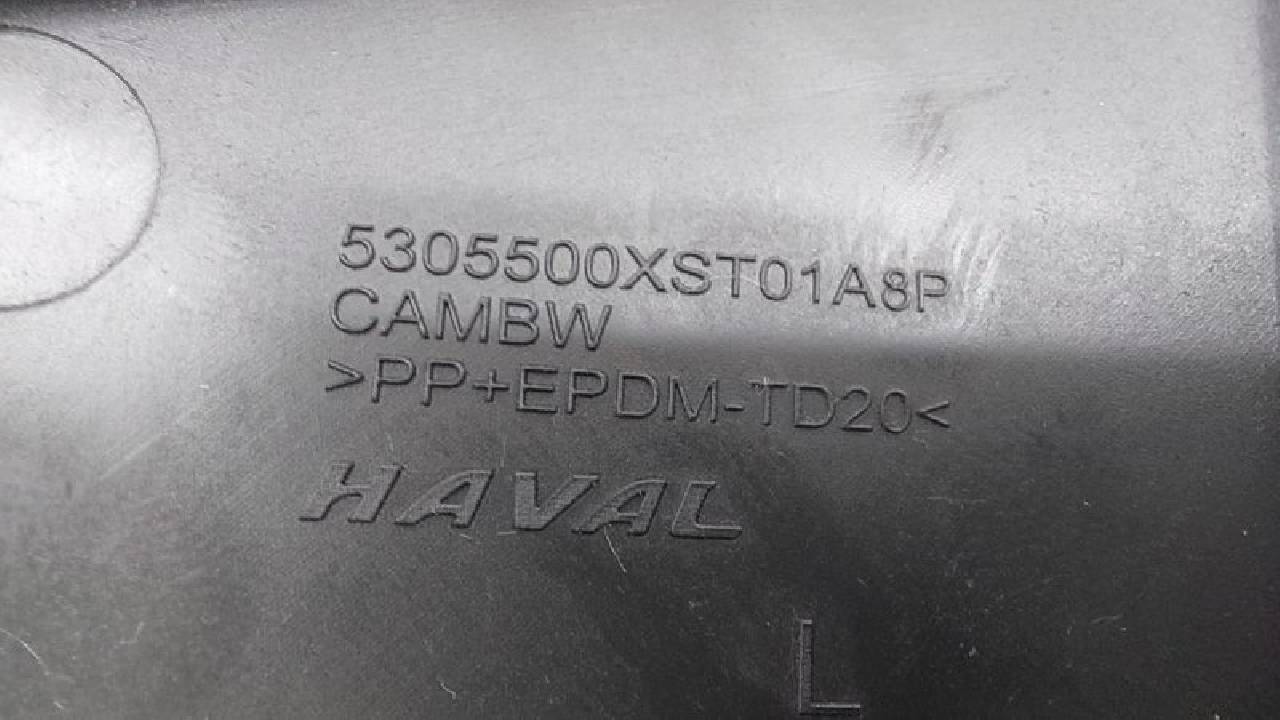 5305500XST01A8P
CAMBW
>PP+EPDM-TD20<
HAVAL
L